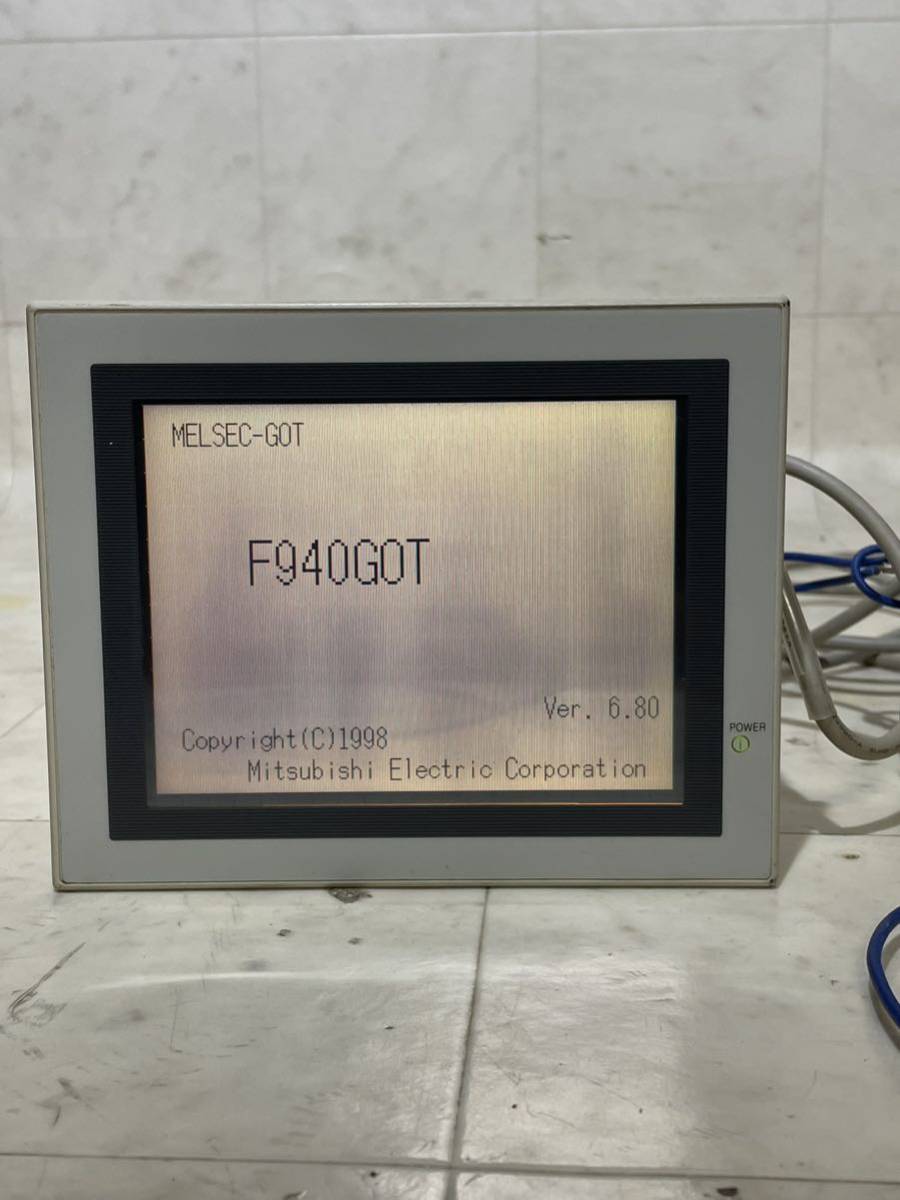 MELSEC-GOT
F940GOT
Ver. 6.80
Copyright(C)1998
Mitsubishi Electric Corporation
POWER